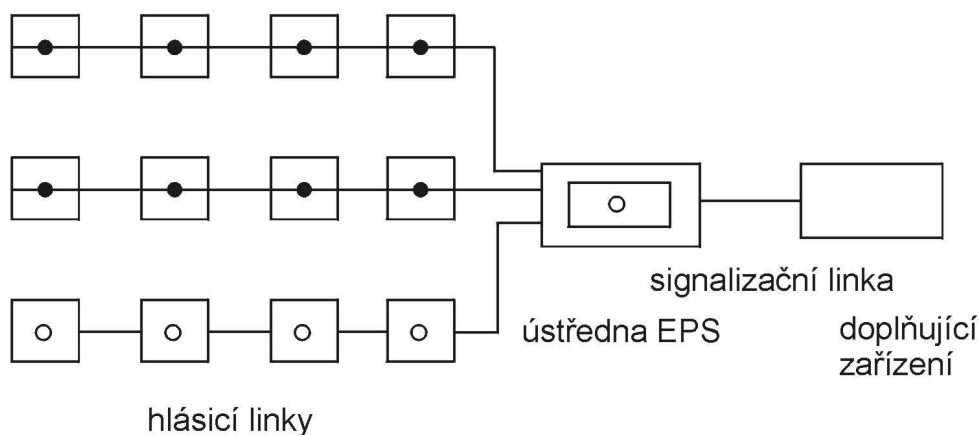 signalizační linka
ústředna EPS
doplňující
zařízení
hlásicí linky